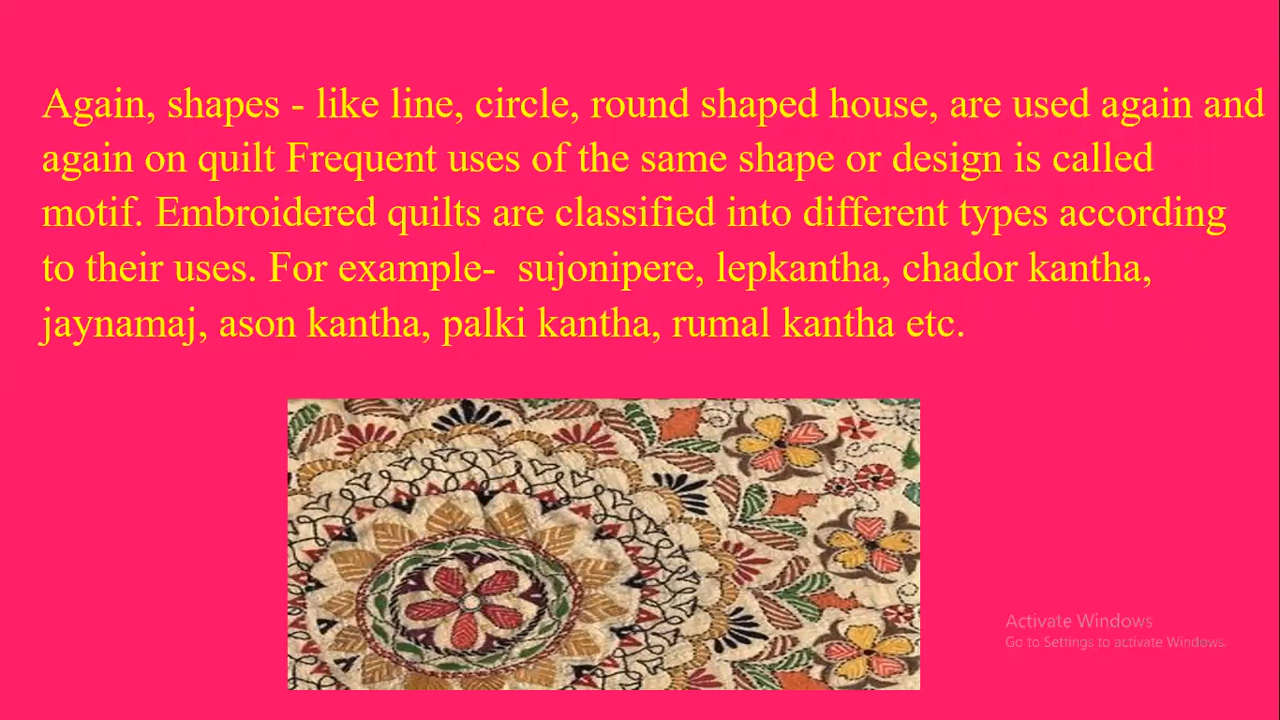 Again, shapes - like line, circle, round shaped house, are used again and
again on quilt Frequent uses of the same shape or design is called
motif. Embroidered quilts are classified into different types according
to their uses. For example-  sujonipere, lepkantha, chador kantha,
jaynamaj, ason kantha, palki kantha, rumal kantha etc.
Activate Windows
Go to Settings to activate Windows.